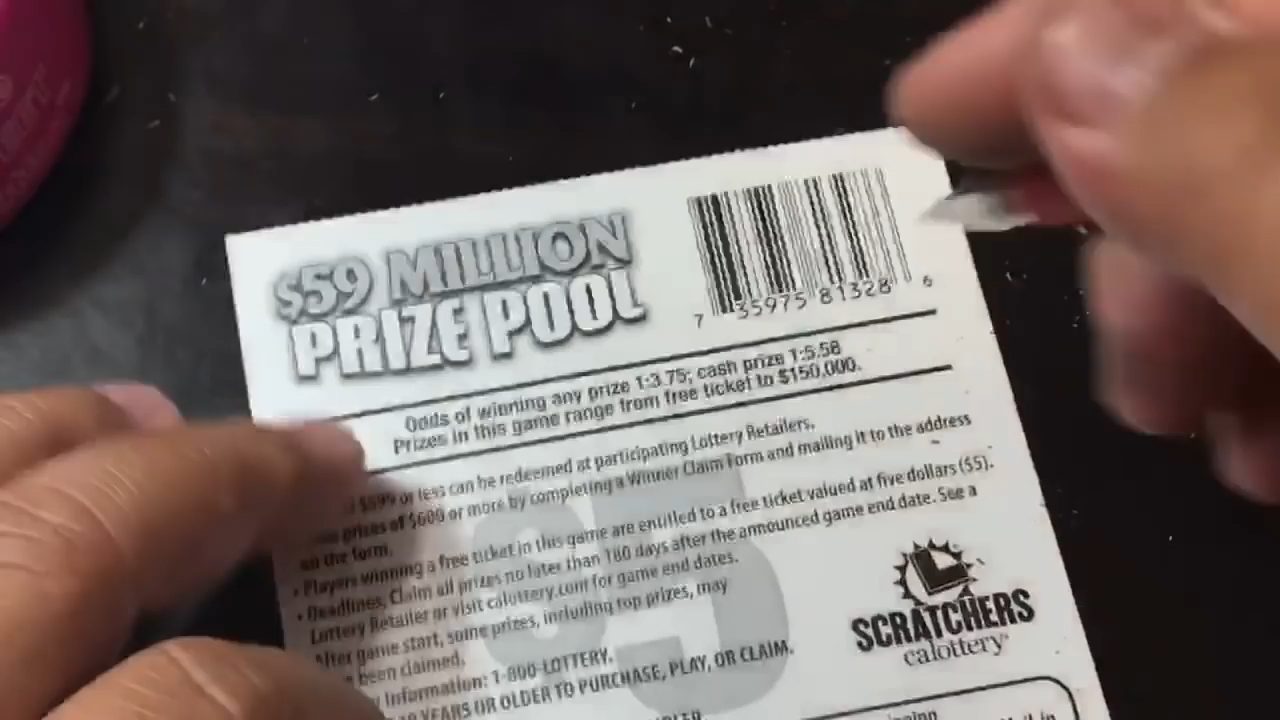 $59 MILLION
PRIZE POOL
7 35975 81328 6
Odds of winning any prize 1:3.75; cash prize 1:5.58
Prizes in this game range from free ticket to $150,000.
$599 or less can be redeemed at participating Lottery Retailers.
prizes of $600 or more by completing a Winner Claim Form and mailing it to the address
on the form.
• Players winning a free ticket in this game are entitled to a free ticket valued at five dollars ($5).
• Deadlines, Claim all prizes no later than 180 days after the announced game end date. See a
Lottery Retailer or visit calottery.com for game end dates.
After game start, some prizes, including top prizes, may
been claimed.
Information: 1-800-LOTTERY.
YEARS OR OLDER TO PURCHASE, PLAY, OR CLAIM.
$5
SCRATCHERS
calottery